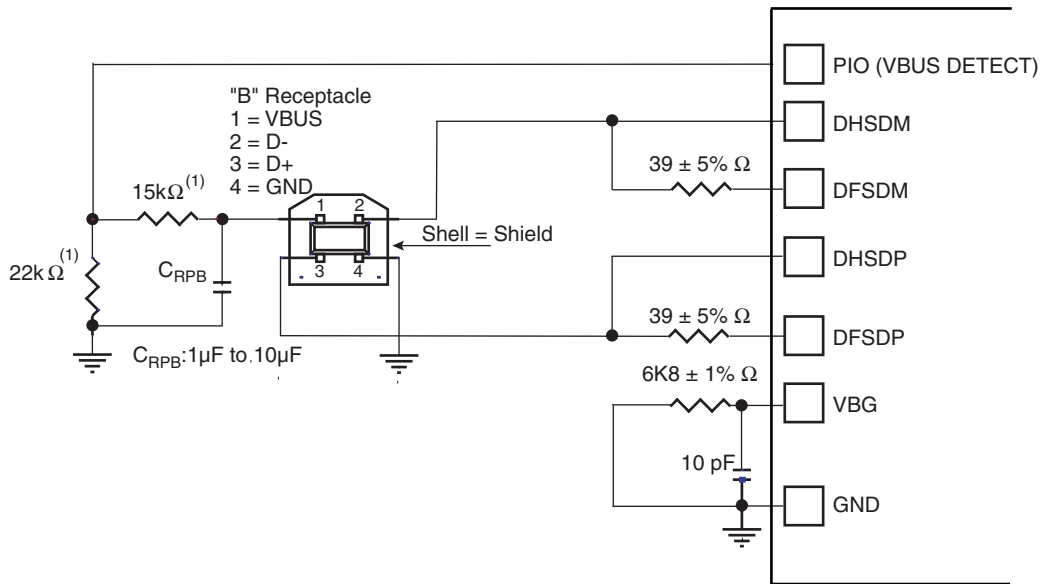 PIO (VBUS DETECT)
"B" Receptacle
1 = VBUS
2 = D-
3 = D+
4 = GND
DHSDM
39 ± 5% Ω
DFSDM
15kΩ(1)
1 2
Shell = Shield
22k Ω(1)
CRPB
3 4
DHSDP
39 ± 5% Ω
DFSDP
CRPB:1µF to 10µF
6K8 ± 1% Ω
VBG
10 pF
GND